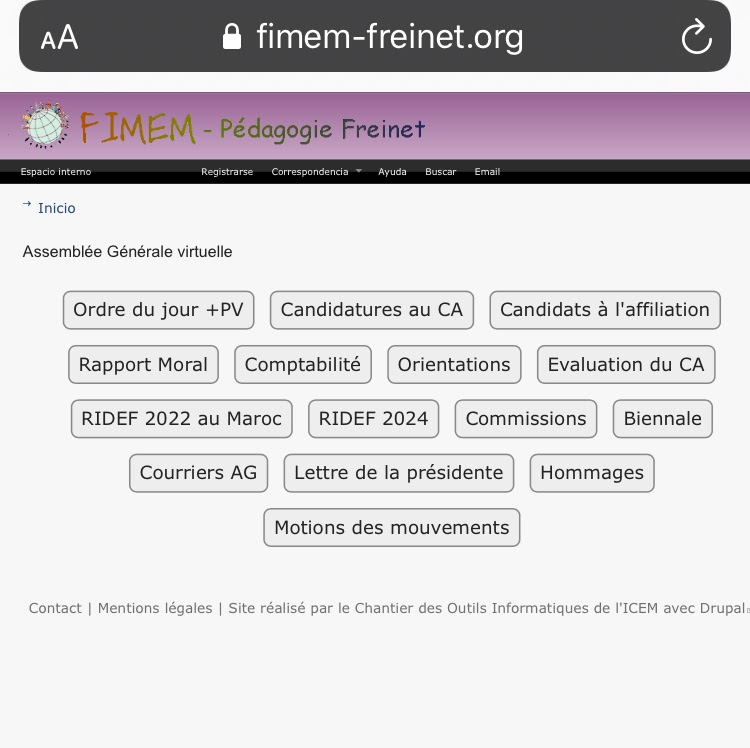 AA fimem-freinet.org
FIMEM - Pédagogie Freinet
Espacio interno Registrarse Correspondencia Ayuda Buscar Email
→ Inicio
Assemblée Générale virtuelle
Ordre du jour +PV Candidatures au CA Candidats à l'affiliation
Rapport Moral Comptabilité Orientations Evaluation du CA
RIDEF 2022 au Maroc RIDEF 2024 Commissions Biennale
Courriers AG Lettre de la présidente Hommages
Motions des mouvements
Contact | Mentions légales | Site réalisé par le Chantier des Outils Informatiques de l'ICEM avec Drupal